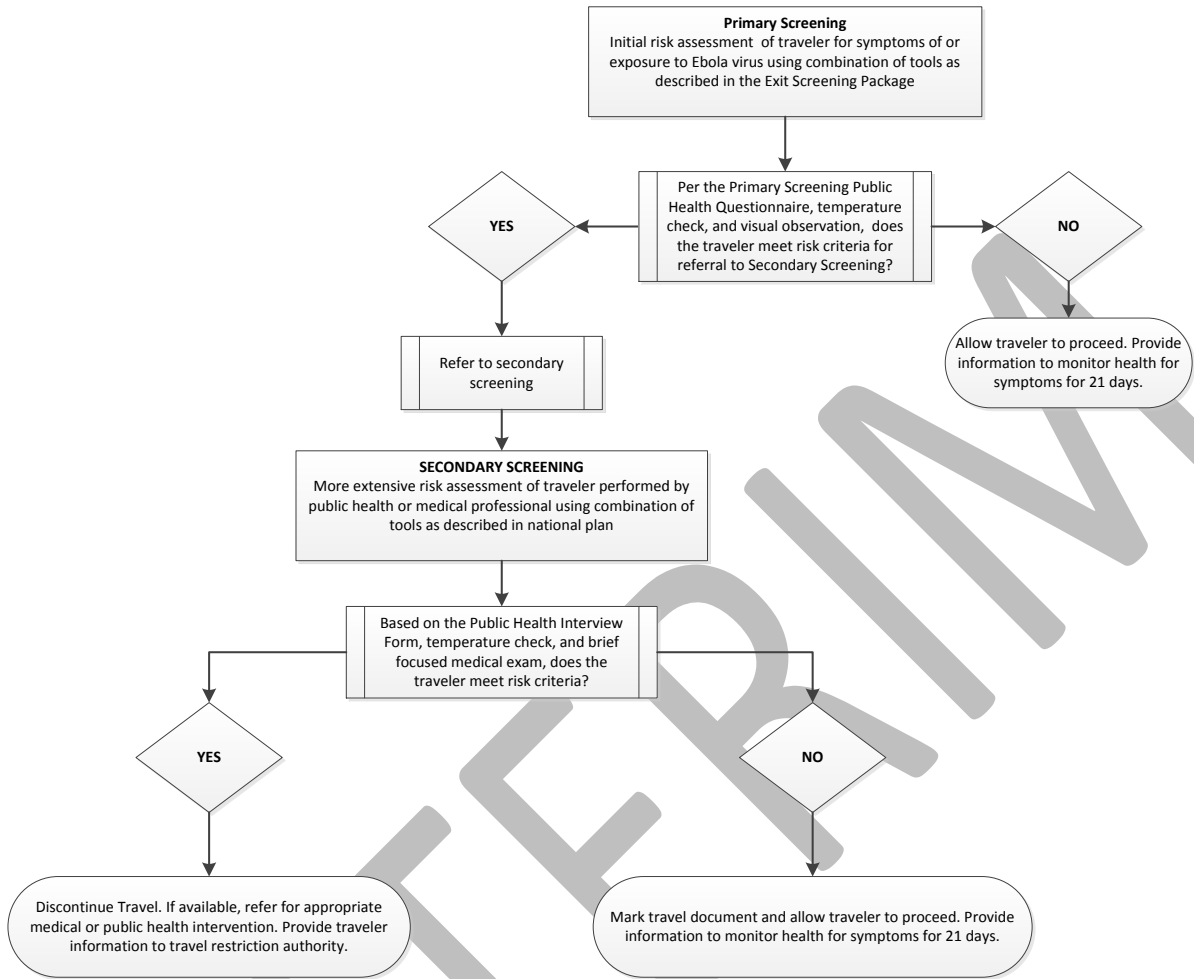 Primary Screening
Initial risk assessment of traveler for symptoms of or
exposure to Ebola virus using combination of tools as
described in the Exit Screening Package
Per the Primary Screening Public
Health Questionnaire, temperature
check, and visual observation, does
the traveler meet risk criteria for
referral to Secondary Screening?
YES
NO
Allow traveler to proceed. Provide
information to monitor health for
symptoms for 21 days.
Refer to secondary
screening
SECONDARY SCREENING
More extensive risk assessment of traveler performed by
public health or medical professional using combination of
tools as described in national plan
Based on the Public Health Interview
Form, temperature check, and brief
focused medical exam, does the
traveler meet risk criteria?
YES
NO
Discontinue Travel. If available, refer for appropriate
medical or public health intervention. Provide traveler
information to travel restriction authority.
Mark travel document and allow traveler to proceed. Provide
information to monitor health for symptoms for 21 days.
TERIM